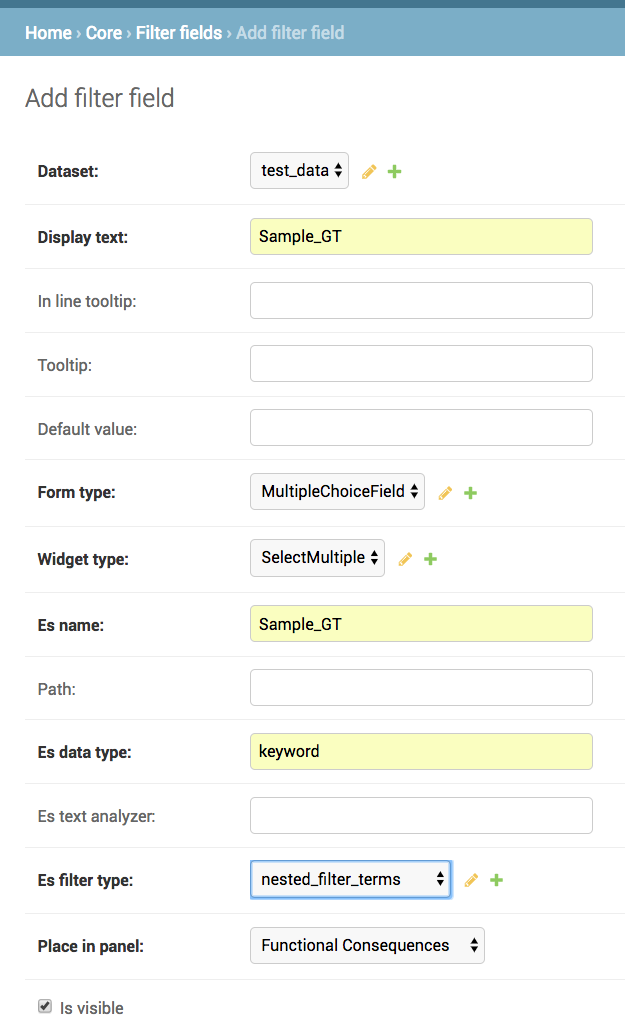 Home › Core › Filter fields › Add filter field
Add filter field
Dataset: test_data
Display text: Sample_GT
In line tooltip:
Tooltip:
Default value:
Form type: MultipleChoiceField
Widget type: SelectMultiple
Es name: Sample_GT
Path:
Es data type: keyword
Es text analyzer:
Es filter type: nested_filter_terms
Place in panel: Functional Consequences
Is visible